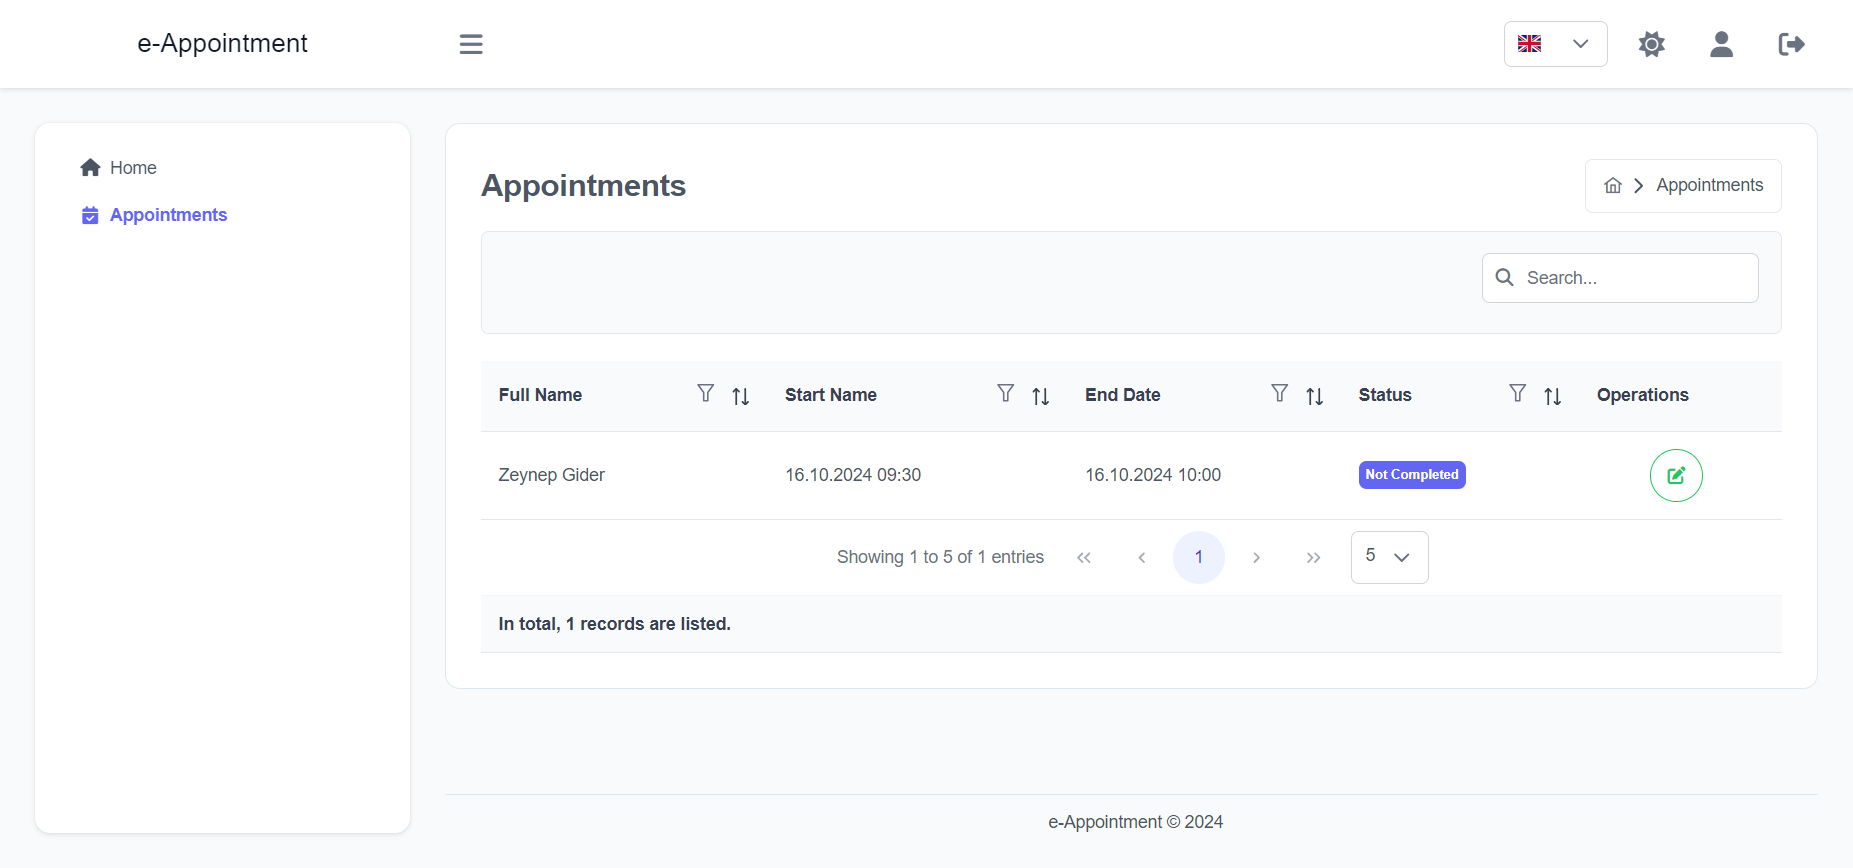 e-Appointment
Home
Appointments
Appointments
Appointments
Search...
Full Name Start Name End Date Status Operations
Zeynep Gider 16.10.2024 09:30 16.10.2024 10:00 Not Completed
Showing 1 to 5 of 1 entries 1 5
In total, 1 records are listed.
e-Appointment © 2024